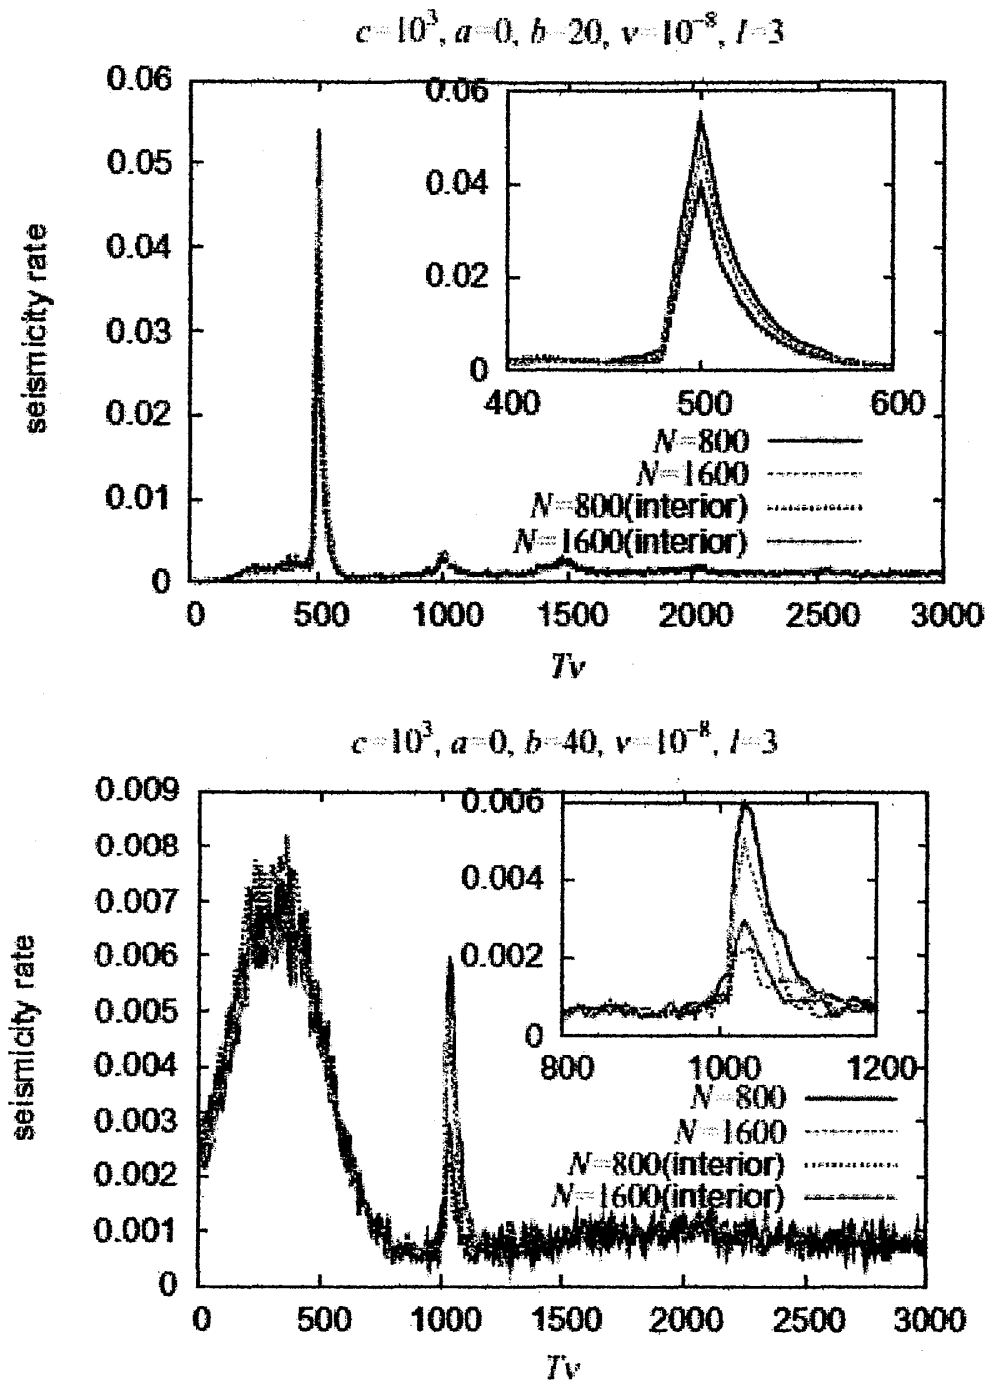 c=10³, a=0, b=20, v=10⁻⁸, l=3
0.06
0.05
0.04
0.03
0.02
0.01
0
seismicity rate
0.06
0.04
0.02
0
400 500 600
N=800
N=1600
N=800(interior)
N=1600(interior)
0 500 1000 1500 2000 2500 3000
Tv
c=10³, a=0, b=40, v=10⁻⁸, l=3
0.009
0.008
0.007
0.006
0.005
0.004
0.003
0.002
0.001
0
seismicity rate
0.006
0.004
0.002
0
800 1000 1200
N=800
N=1600
N=800(interior)
N=1600(interior)
0 500 1000 1500 2000 2500 3000
Tv